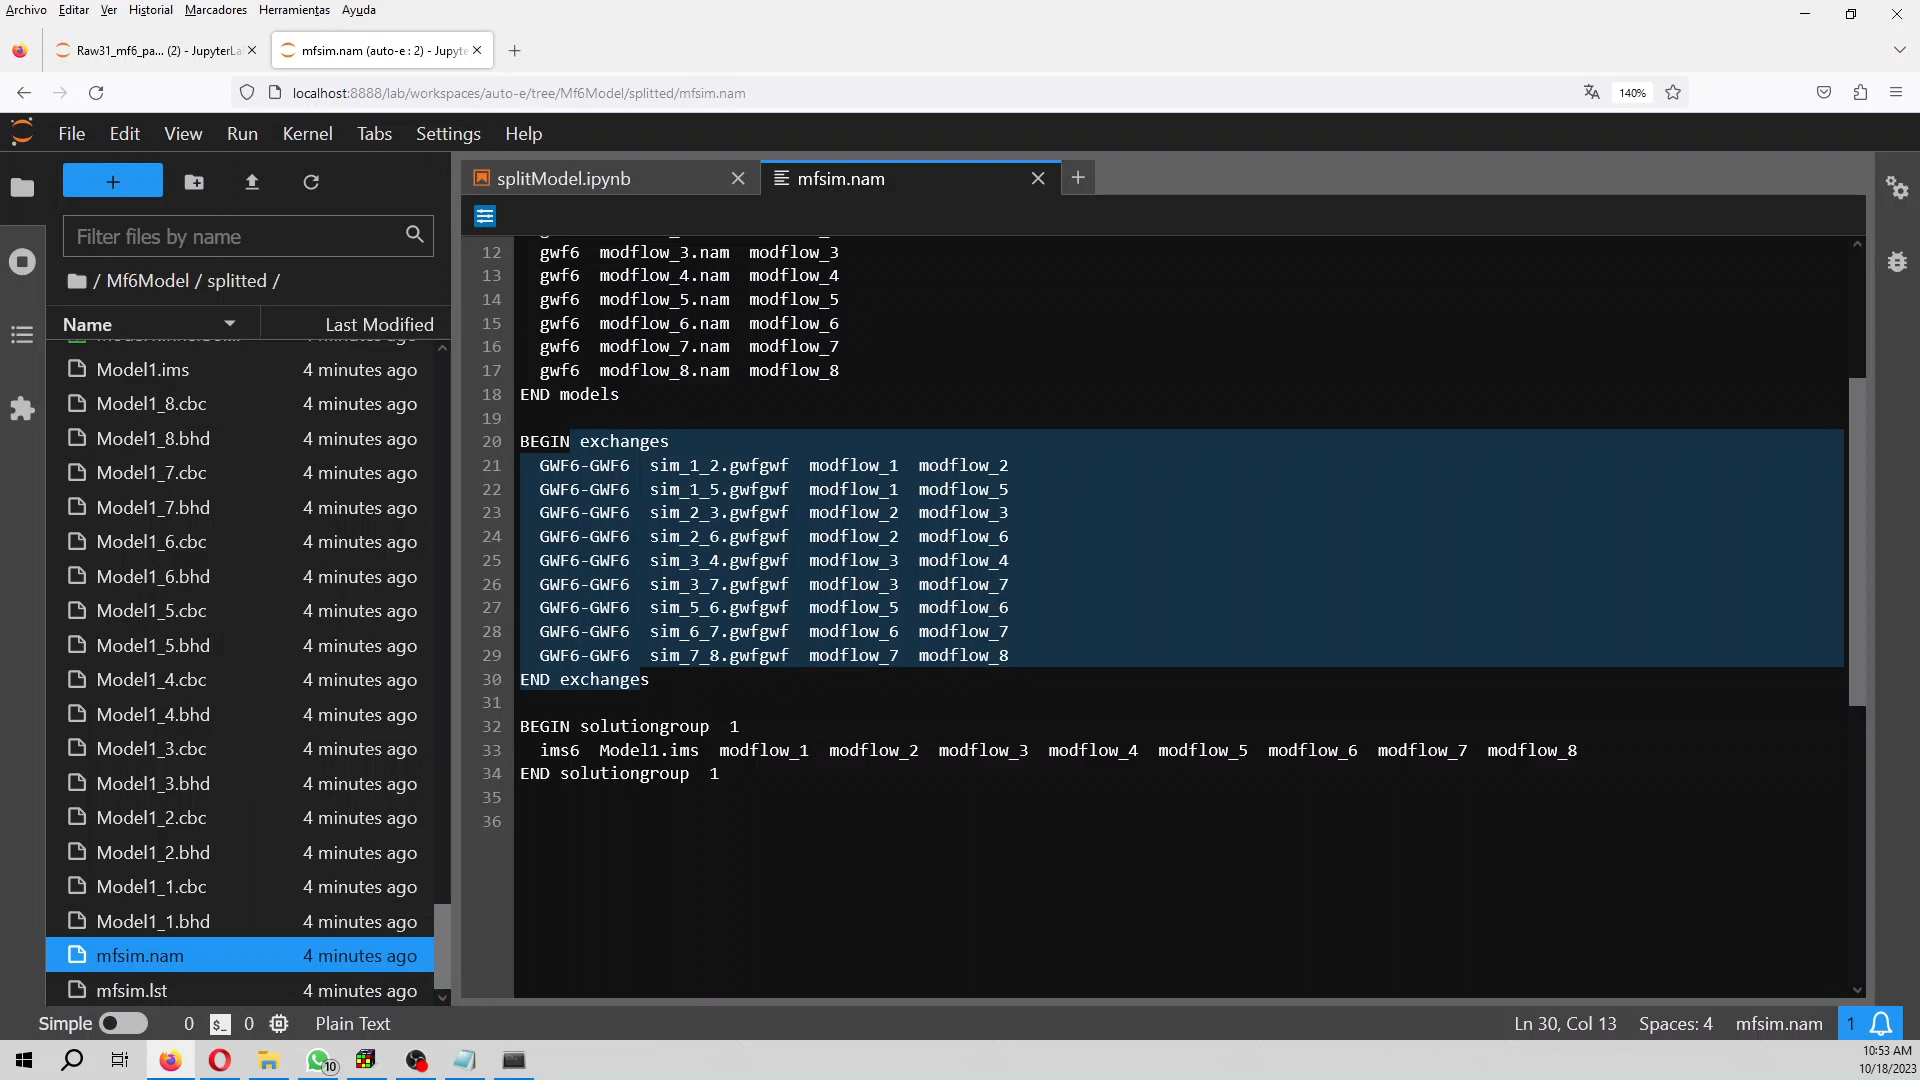 Archivo Editar Ver Historial Marcadores Herramientas Ayuda
Raw31_mf6_pa... (2) - JupyterLa
mfsim.nam (auto-e : 2) - Jupyte
localhost:8888/lab/workspaces/auto-e/tree/Mf6Model/splitted/mfsim.nam
140%
File Edit View Run Kernel Tabs Settings Help
splitModel.ipynb
mfsim.nam
Filter files by name
/ Mf6Model / splitted /
Name Last Modified
Model1.ims 4 minutes ago
Model1_8.cbc 4 minutes ago
Model1_8.bhd 4 minutes ago
Model1_7.cbc 4 minutes ago
Model1_7.bhd 4 minutes ago
Model1_6.cbc 4 minutes ago
Model1_6.bhd 4 minutes ago
Model1_5.cbc 4 minutes ago
Model1_5.bhd 4 minutes ago
Model1_4.cbc 4 minutes ago
Model1_4.bhd 4 minutes ago
Model1_3.cbc 4 minutes ago
Model1_3.bhd 4 minutes ago
Model1_2.cbc 4 minutes ago
Model1_2.bhd 4 minutes ago
Model1_1.cbc 4 minutes ago
Model1_1.bhd 4 minutes ago
mfsim.nam 4 minutes ago
mfsim.lst 4 minutes ago
12 gwf6 modflow_3.nam modflow_3
13 gwf6 modflow_4.nam modflow_4
14 gwf6 modflow_5.nam modflow_5
15 gwf6 modflow_6.nam modflow_6
16 gwf6 modflow_7.nam modflow_7
17 gwf6 modflow_8.nam modflow_8
18 END models
19
20 BEGIN exchanges
21 GWF6-GWF6 sim_1_2.gwfgwf modflow_1 modflow_2
22 GWF6-GWF6 sim_1_5.gwfgwf modflow_1 modflow_5
23 GWF6-GWF6 sim_2_3.gwfgwf modflow_2 modflow_3
24 GWF6-GWF6 sim_2_6.gwfgwf modflow_2 modflow_6
25 GWF6-GWF6 sim_3_4.gwfgwf modflow_3 modflow_4
26 GWF6-GWF6 sim_3_7.gwfgwf modflow_3 modflow_7
27 GWF6-GWF6 sim_5_6.gwfgwf modflow_5 modflow_6
28 GWF6-GWF6 sim_6_7.gwfgwf modflow_6 modflow_7
29 GWF6-GWF6 sim_7_8.gwfgwf modflow_7 modflow_8
30 END exchanges
31
32 BEGIN solutiongroup 1
33 ims6 Model1.ims modflow_1 modflow_2 modflow_3 modflow_4 modflow_5 modflow_6 modflow_7 modflow_8
34 END solutiongroup 1
35
36
Simple 0 0 Plain Text
Ln 30, Col 13 Spaces: 4 mfsim.nam 1
10
10:53 AM
10/18/2023